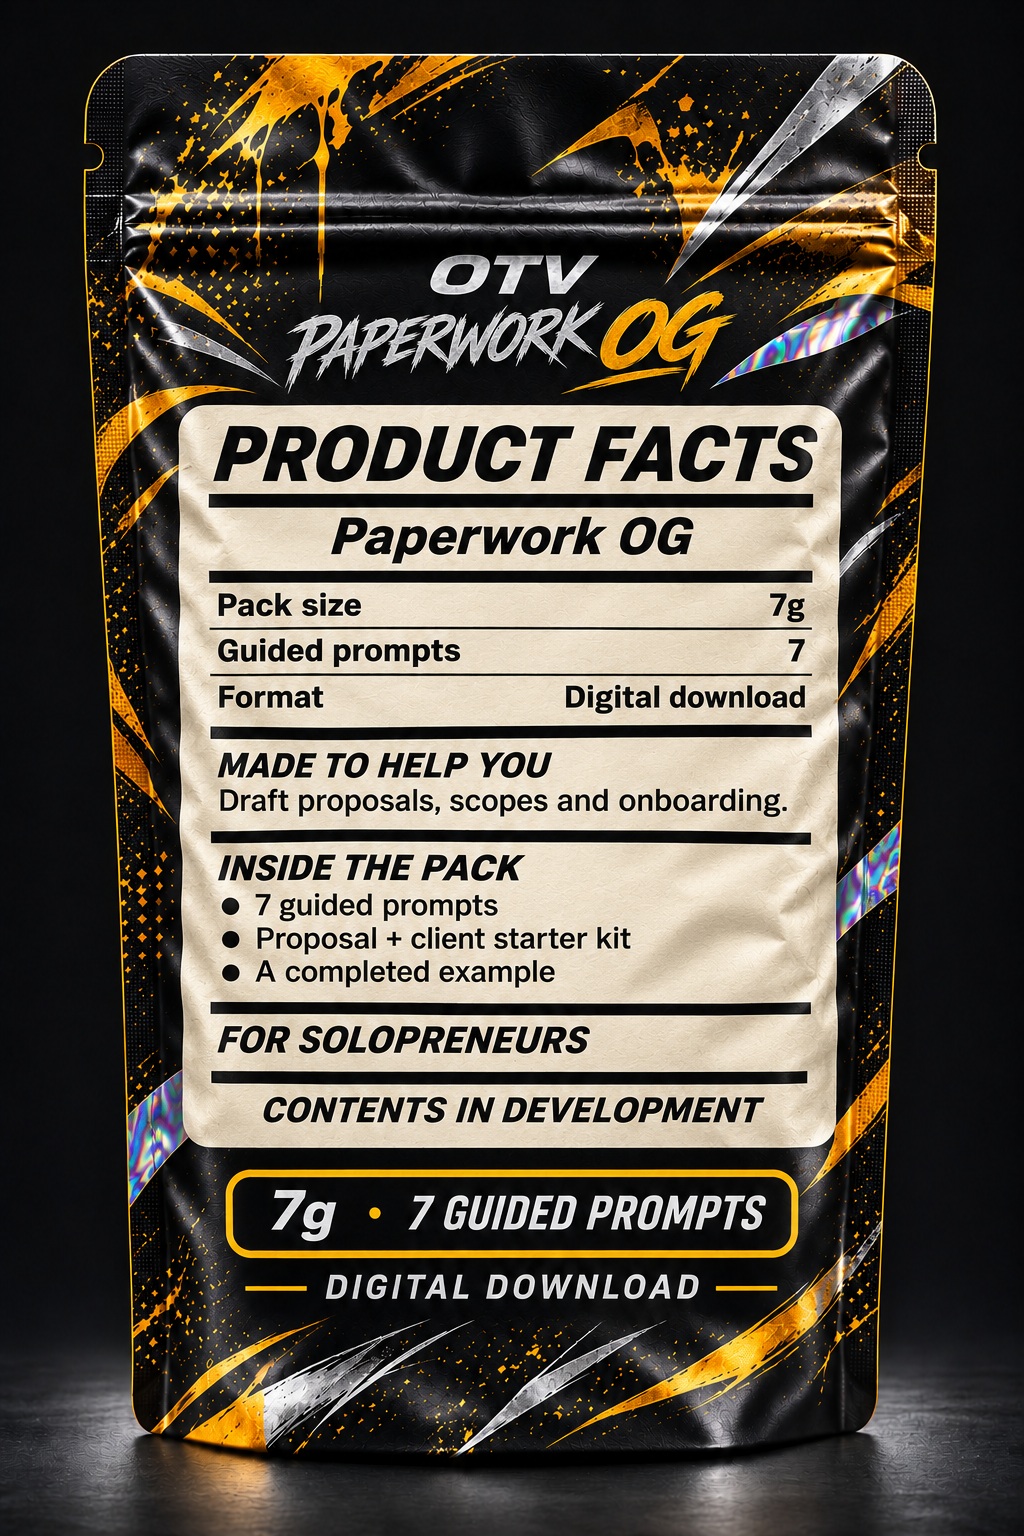 OTV
PAPERWORK OG
PRODUCT FACTS
Paperwork OG
Pack size 7g
Guided prompts 7
Format Digital download
MADE TO HELP YOU
Draft proposals, scopes and onboarding.
INSIDE THE PACK
● 7 guided prompts
● Proposal + client starter kit
● A completed example
FOR SOLOPRENEURS
CONTENTS IN DEVELOPMENT
7g • 7 GUIDED PROMPTS
DIGITAL DOWNLOAD